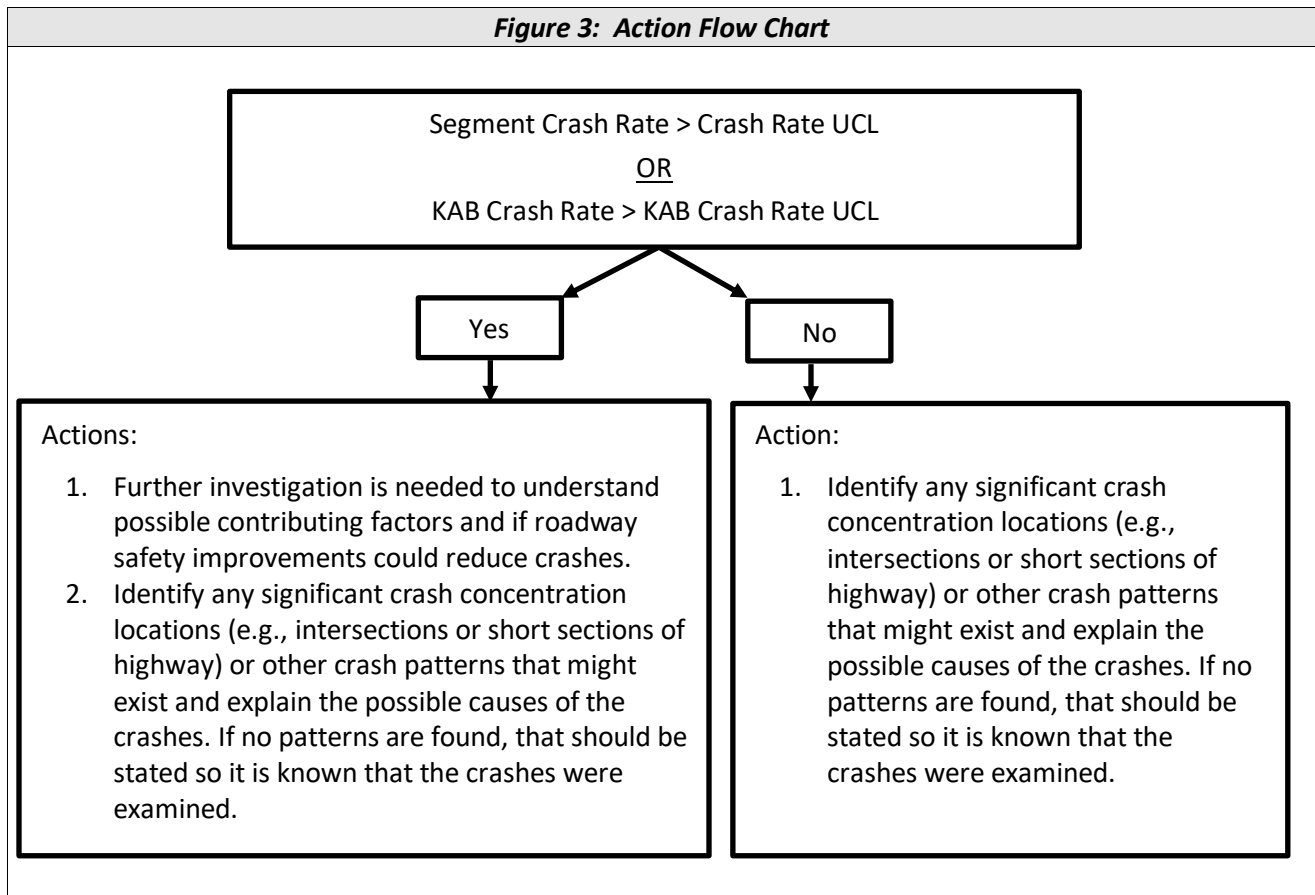 Figure 3: Action Flow Chart
Segment Crash Rate > Crash Rate UCL
OR
KAB Crash Rate > KAB Crash Rate UCL
Yes
No
Actions:
1. Further investigation is needed to understand
possible contributing factors and if roadway
safety improvements could reduce crashes.
2. Identify any significant crash concentration
locations (e.g., intersections or short sections of
highway) or other crash patterns that might
exist and explain the possible causes of the
crashes. If no patterns are found, that should be
stated so it is known that the crashes were
examined.
Action:
1. Identify any significant crash
concentration locations (e.g.,
intersections or short sections of
highway) or other crash patterns
that might exist and explain the
possible causes of the crashes. If no
patterns are found, that should be
stated so it is known that the
crashes were examined.